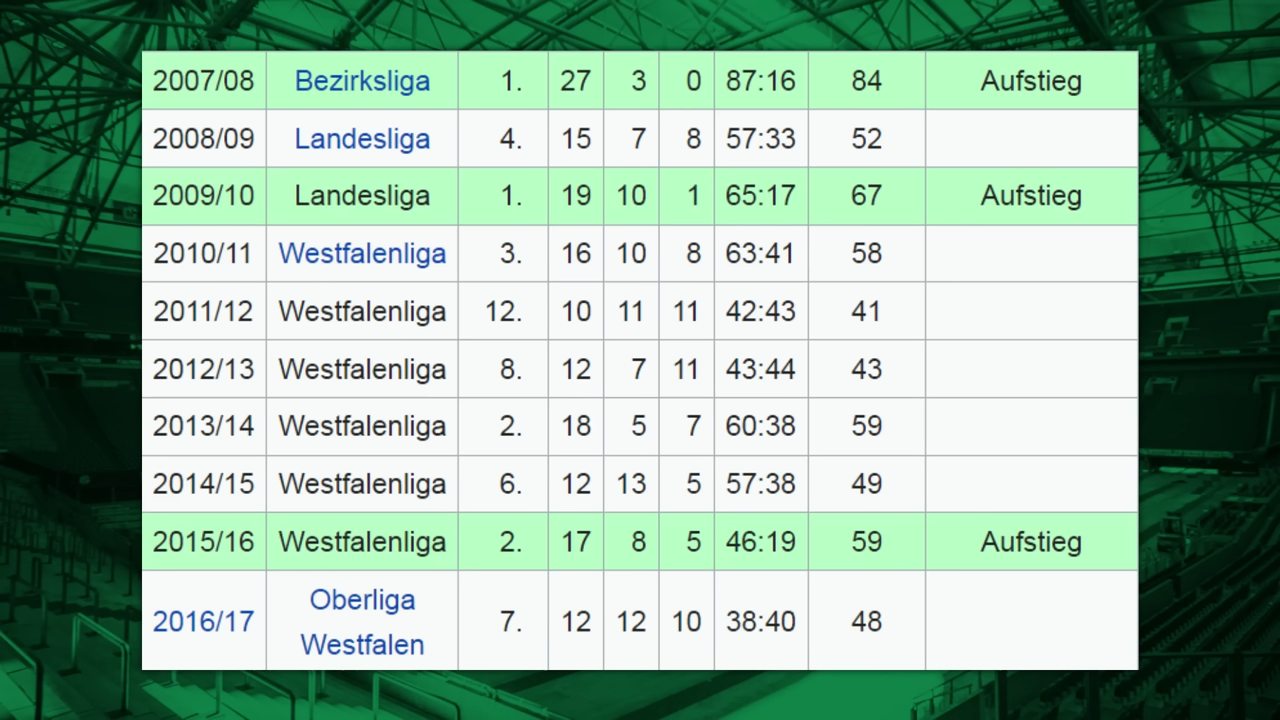 2007/08 Bezirksliga 1. 27 3 0 87:16 84 Aufstieg
2008/09 Landesliga 4. 15 7 8 57:33 52
2009/10 Landesliga 1. 19 10 1 65:17 67 Aufstieg
2010/11 Westfalenliga 3. 16 10 8 63:41 58
2011/12 Westfalenliga 12. 10 11 11 42:43 41
2012/13 Westfalenliga 8. 12 7 11 43:44 43
2013/14 Westfalenliga 2. 18 5 7 60:38 59
2014/15 Westfalenliga 6. 12 13 5 57:38 49
2015/16 Westfalenliga 2. 17 8 5 46:19 59 Aufstieg
2016/17 Oberliga
Westfalen 7. 12 12 10 38:40 48